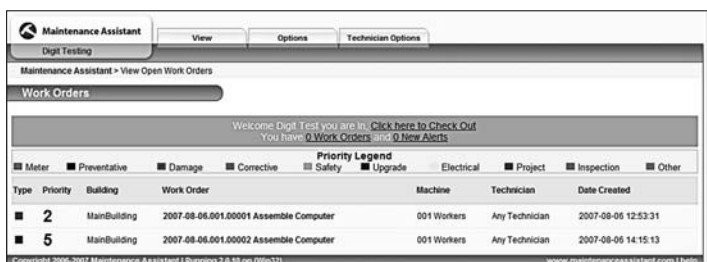 Maintenance Assistant
View Options Technician Options
Digit Testing
Maintenance Assistant > View Open Work Orders
Work Orders
Welcome Digit Test you are in, Click here to Check Out
You have 0 Work Orders and 0 New Alerts
Priority Legend
Meter Preventative Damage Corrective Safety Upgrade Electrical Project Inspection Other
Type Priority Building Work Order Machine Technician Date Created
2 MainBuilding 2007-08-06.001.00001 Assemble Computer 001 Workers Any Technician 2007-08-06 12:53:31
5 MainBuilding 2007-08-06.001.00002 Assemble Computer 001 Workers Any Technician 2007-08-06 14:15:13
Copyright 2006-2007 Maintenance Assistant | Running 2.0.10 on (Win32) www.maintenanceassistant.com | help